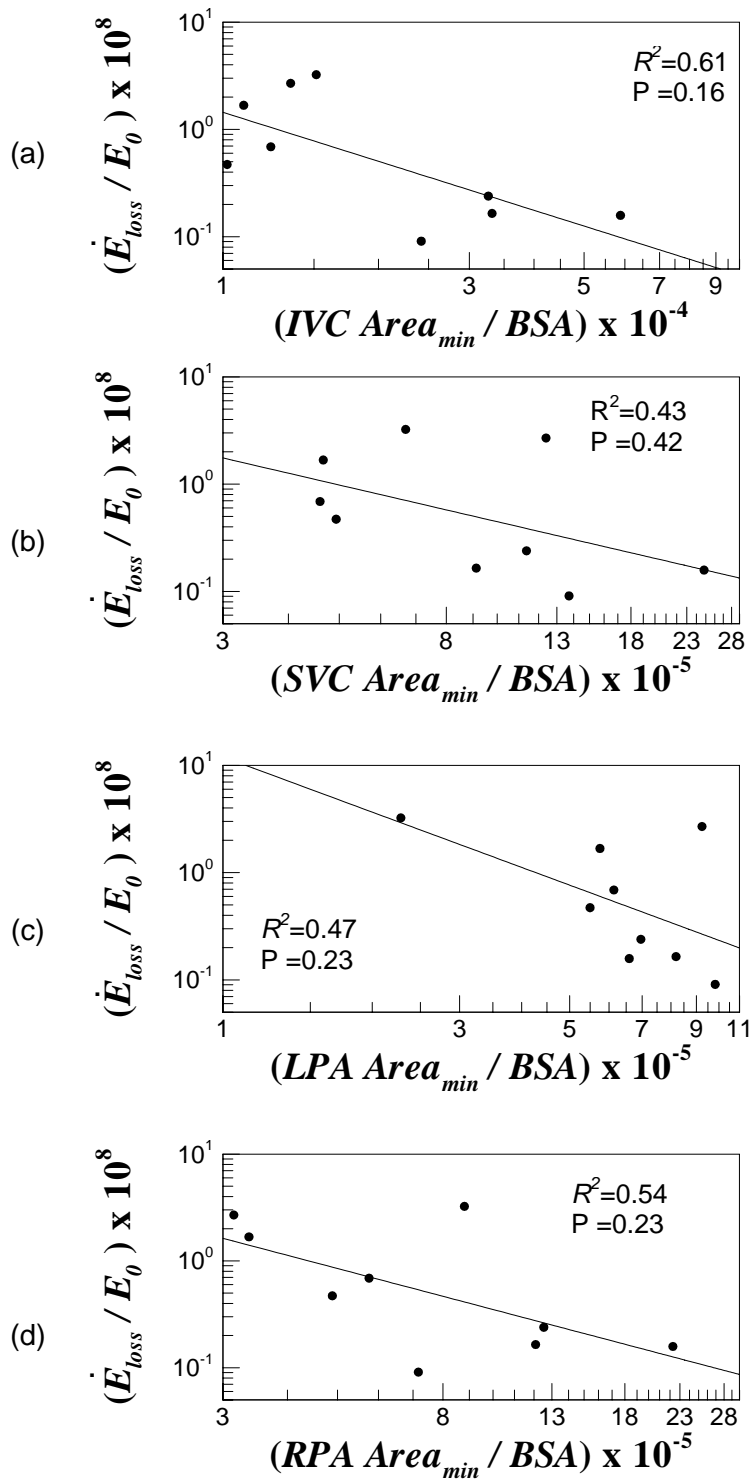 (a)
(Ė_loss / E_0) x 10^8
10^1
10^0
10^-1
R^2=0.61
P =0.16
1 3 5 7 9
(IVC Area_min / BSA) x 10^-4
(b)
(Ė_loss / E_0) x 10^8
10^1
10^0
10^-1
R^2=0.43
P =0.42
3 8 13 18 23 28
(SVC Area_min / BSA) x 10^-5
(c)
(Ė_loss / E_0) x 10^8
10^1
10^0
10^-1
R^2=0.47
P =0.23
1 3 5 7 9 11
(LPA Area_min / BSA) x 10^-5
(d)
(Ė_loss / E_0) x 10^8
10^1
10^0
10^-1
R^2=0.54
P =0.23
3 8 13 18 23 28
(RPA Area_min / BSA) x 10^-5